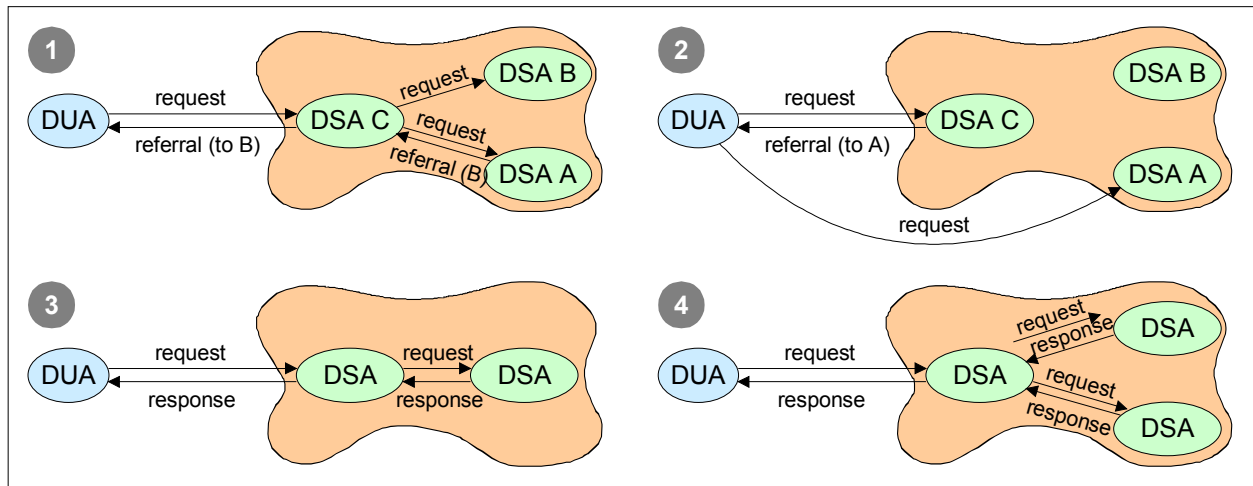 1
DUA
request
referral (to B)
DSA C
request
DSA B
request
referral (B)
DSA A
2
DUA
request
referral (to A)
DSA C
DSA B
DSA A
request
3
DUA
request
response
DSA
request
response
DSA
4
DUA
request
response
DSA
request
response
DSA
request
response
DSA